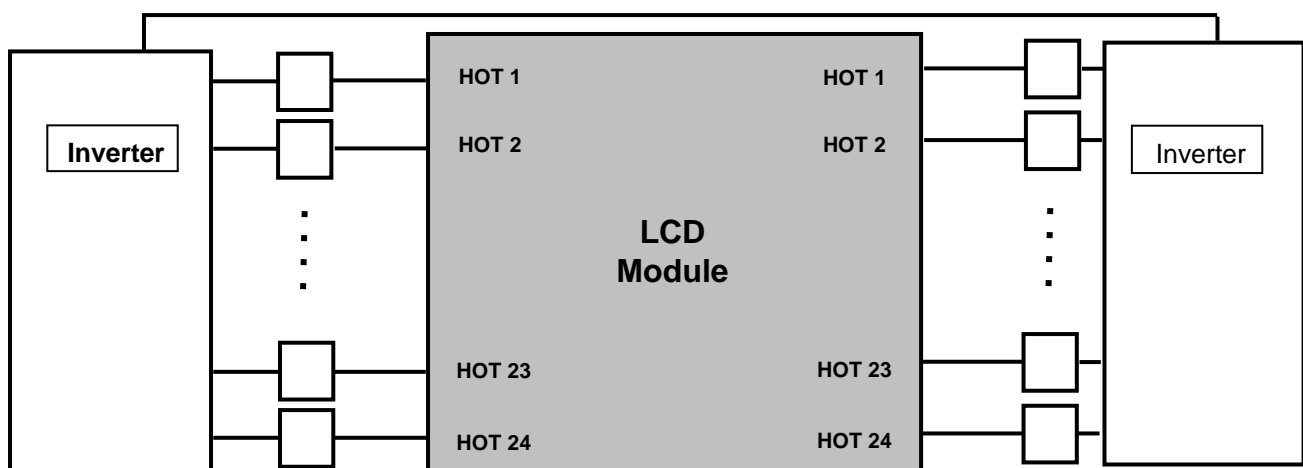 HOT 1
HOT 1
HOT 2
HOT 2
Inverter
Inverter
LCD
Module
HOT 23
HOT 23
HOT 24
HOT 24